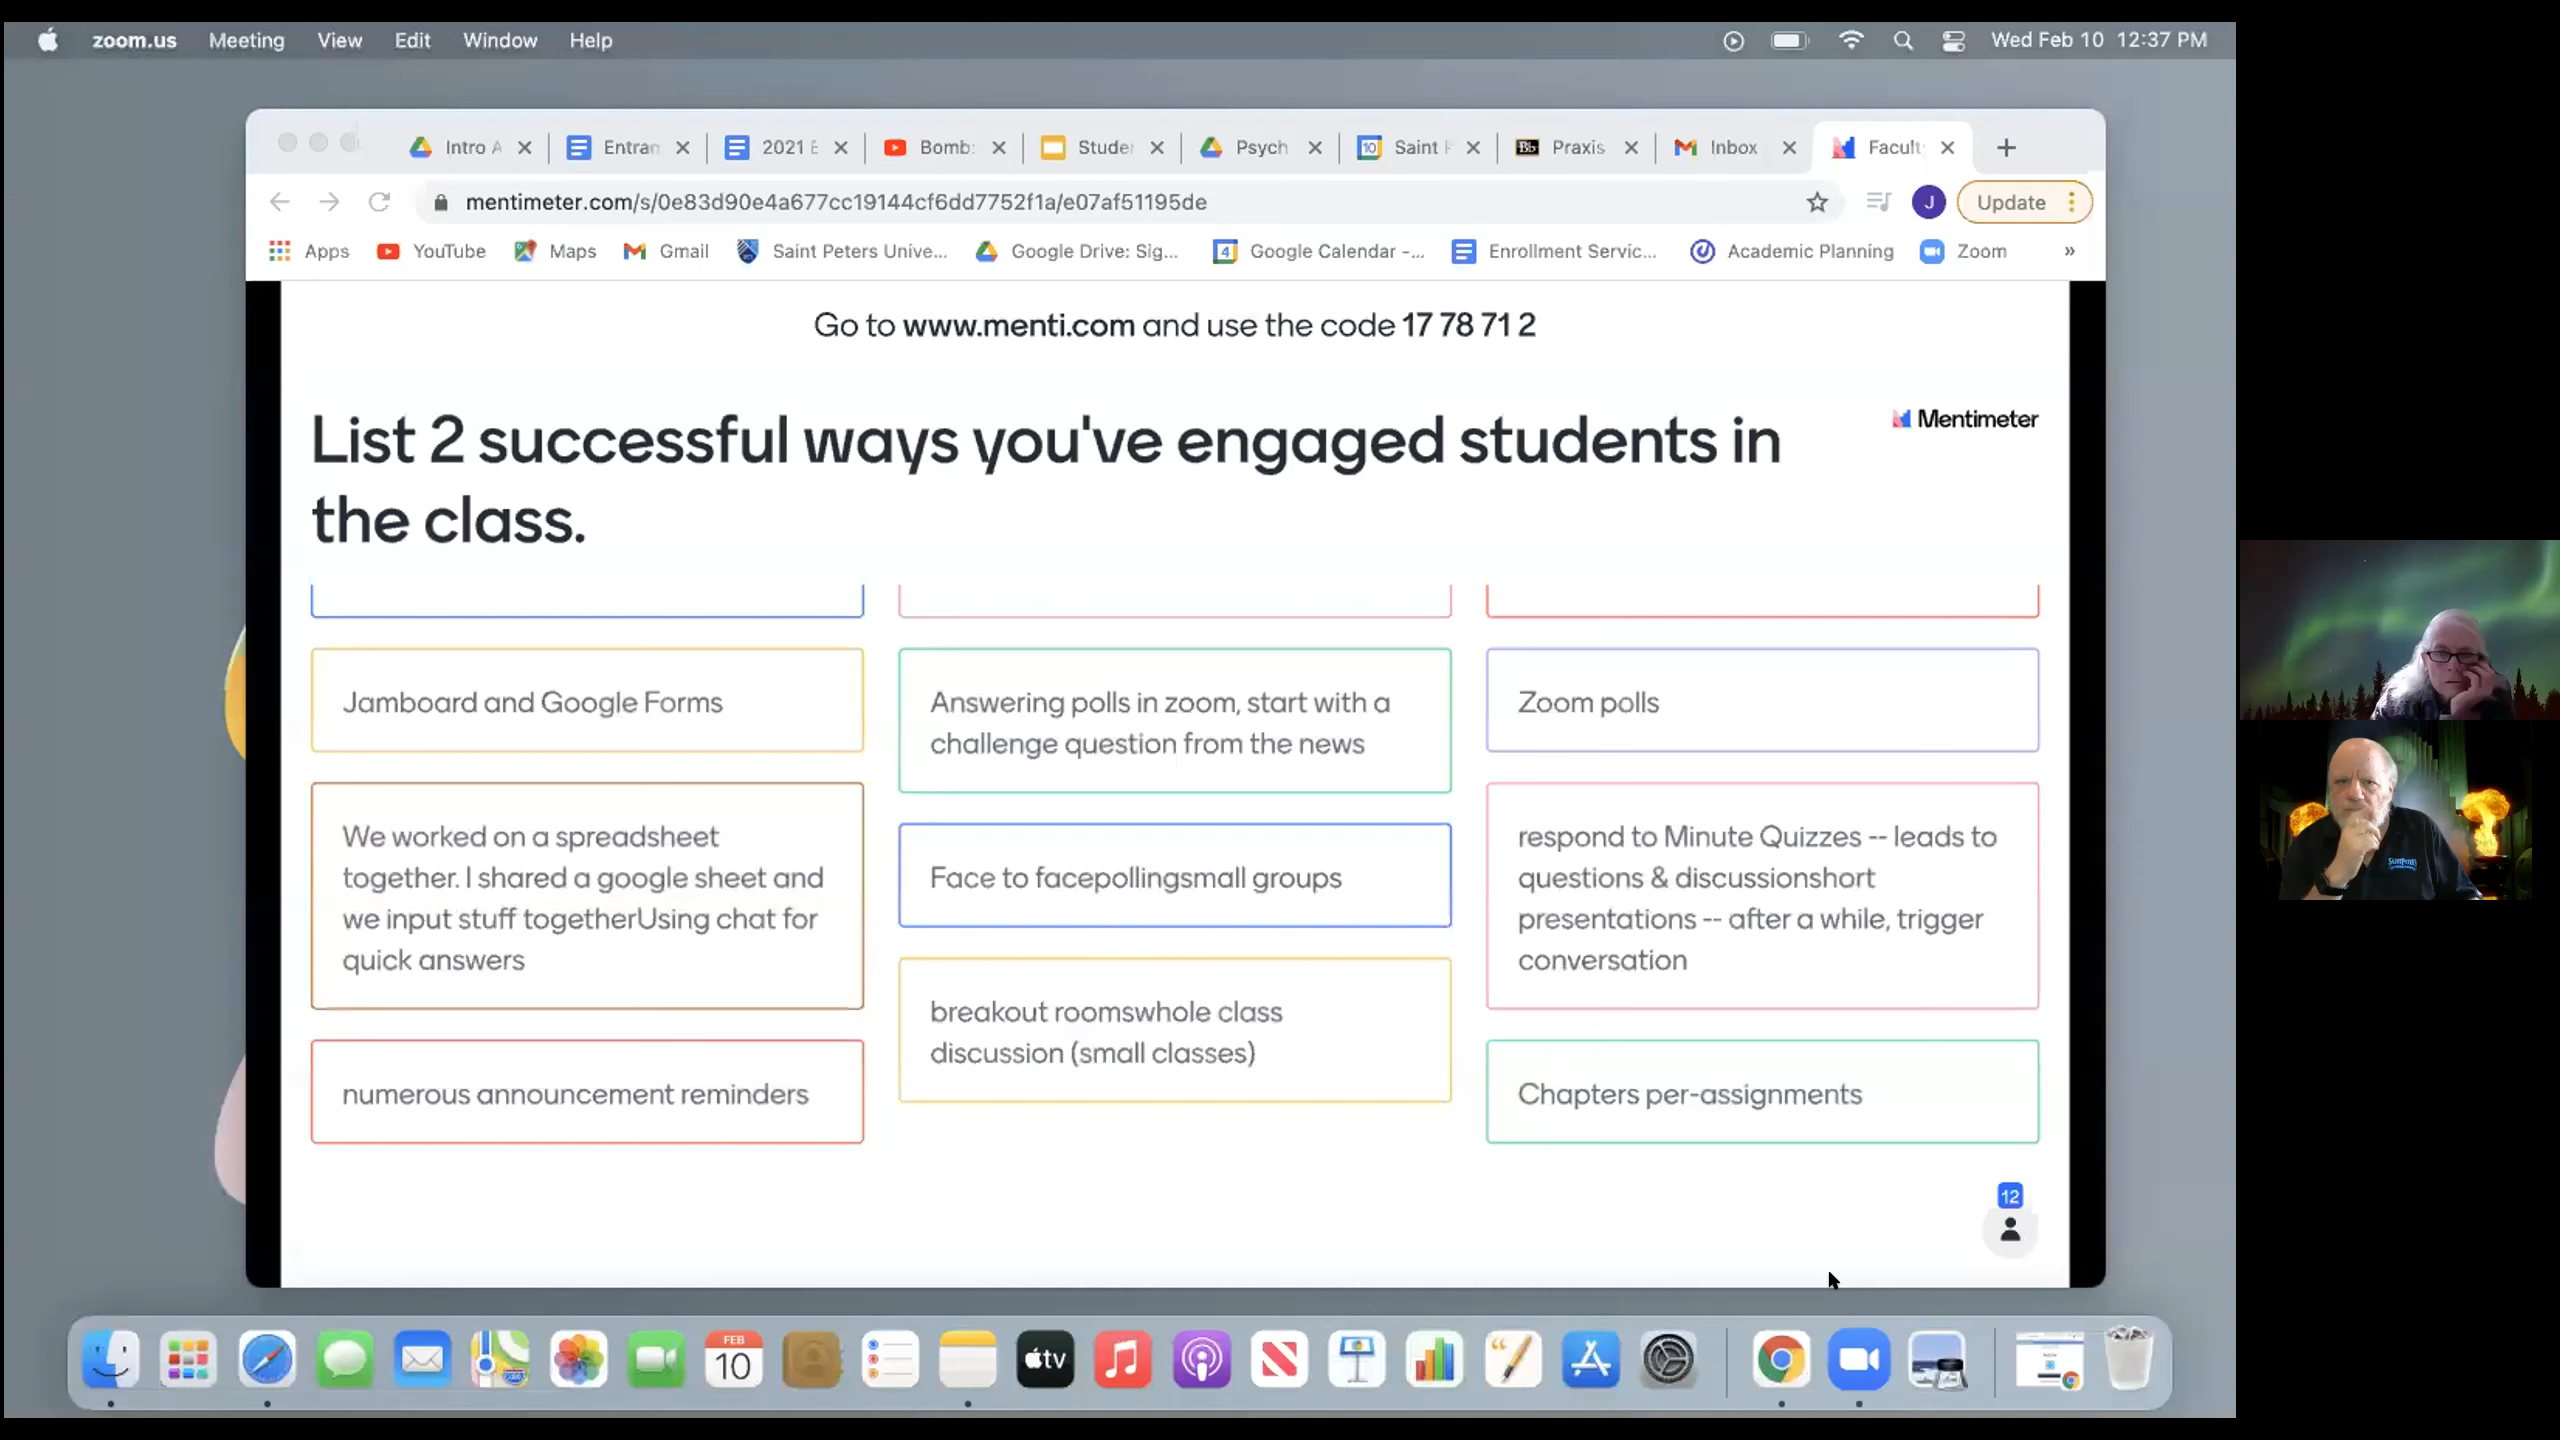 zoom.us Meeting View Edit Window Help Wed Feb 10 12:37 PM
Intro A Entran 2021 E Bomb: Studer Psych 10 Saint P Bb Praxis Inbox Facult
mentimeter.com/s/0e83d90e4a677cc19144cf6dd7752f1a/e07af51195de J Update
Apps YouTube Maps Gmail Saint Peters Unive... Google Drive: Sig... 4 Google Calendar -... Enrollment Servic... Academic Planning Zoom »
Go to www.menti.com and use the code 17 78 71 2
List 2 successful ways you've engaged students in
the class.
Mentimeter
Jamboard and Google Forms
We worked on a spreadsheet
together. I shared a google sheet and
we input stuff togetherUsing chat for
quick answers
numerous announcement reminders
Answering polls in zoom, start with a
challenge question from the news
Face to facepollingsmall groups
breakout roomswhole class
discussion (small classes)
Zoom polls
respond to Minute Quizzes -- leads to
questions & discussionshort
presentations -- after a while, trigger
conversation
Chapters per-assignments
12
FEB
10
tv